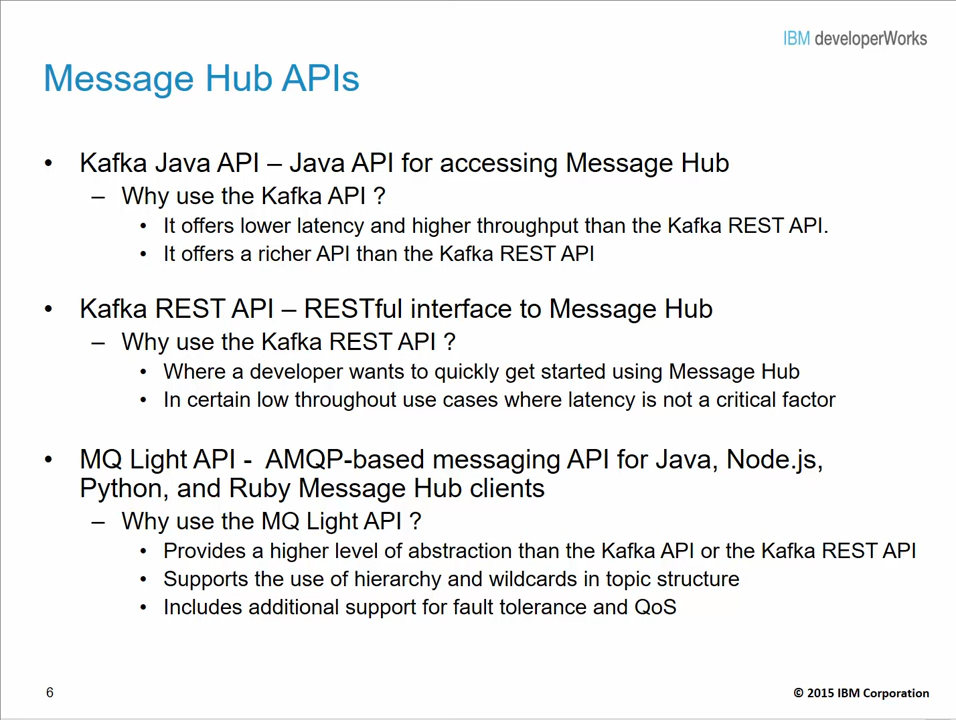 IBM developerWorks
Message Hub APIs
• Kafka Java API – Java API for accessing Message Hub
– Why use the Kafka API ?
• It offers lower latency and higher throughput than the Kafka REST API.
• It offers a richer API than the Kafka REST API
• Kafka REST API – RESTful interface to Message Hub
– Why use the Kafka REST API ?
• Where a developer wants to quickly get started using Message Hub
• In certain low throughout use cases where latency is not a critical factor
• MQ Light API - AMQP-based messaging API for Java, Node.js,
Python, and Ruby Message Hub clients
– Why use the MQ Light API ?
• Provides a higher level of abstraction than the Kafka API or the Kafka REST API
• Supports the use of hierarchy and wildcards in topic structure
• Includes additional support for fault tolerance and QoS
6
© 2015 IBM Corporation